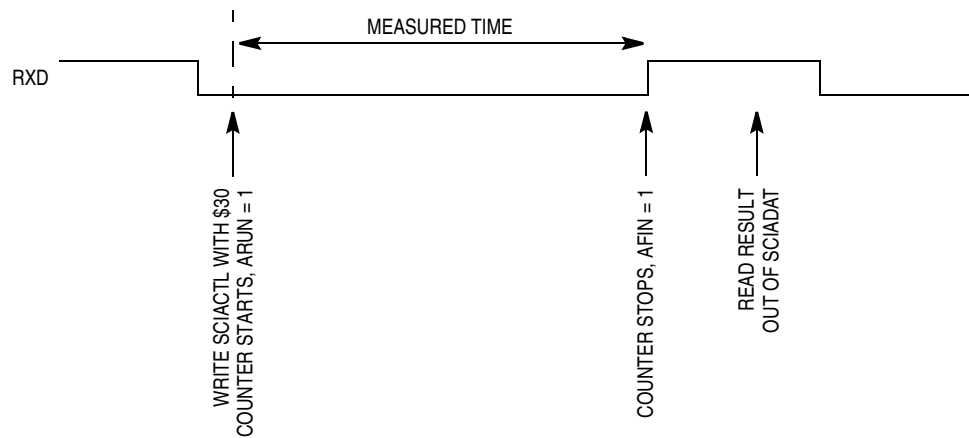 MEASURED TIME
RXD
WRITE SCIACTL WITH $30
COUNTER STARTS, ARUN = 1
COUNTER STOPS, AFIN = 1
READ RESULT
OUT OF SCIADAT